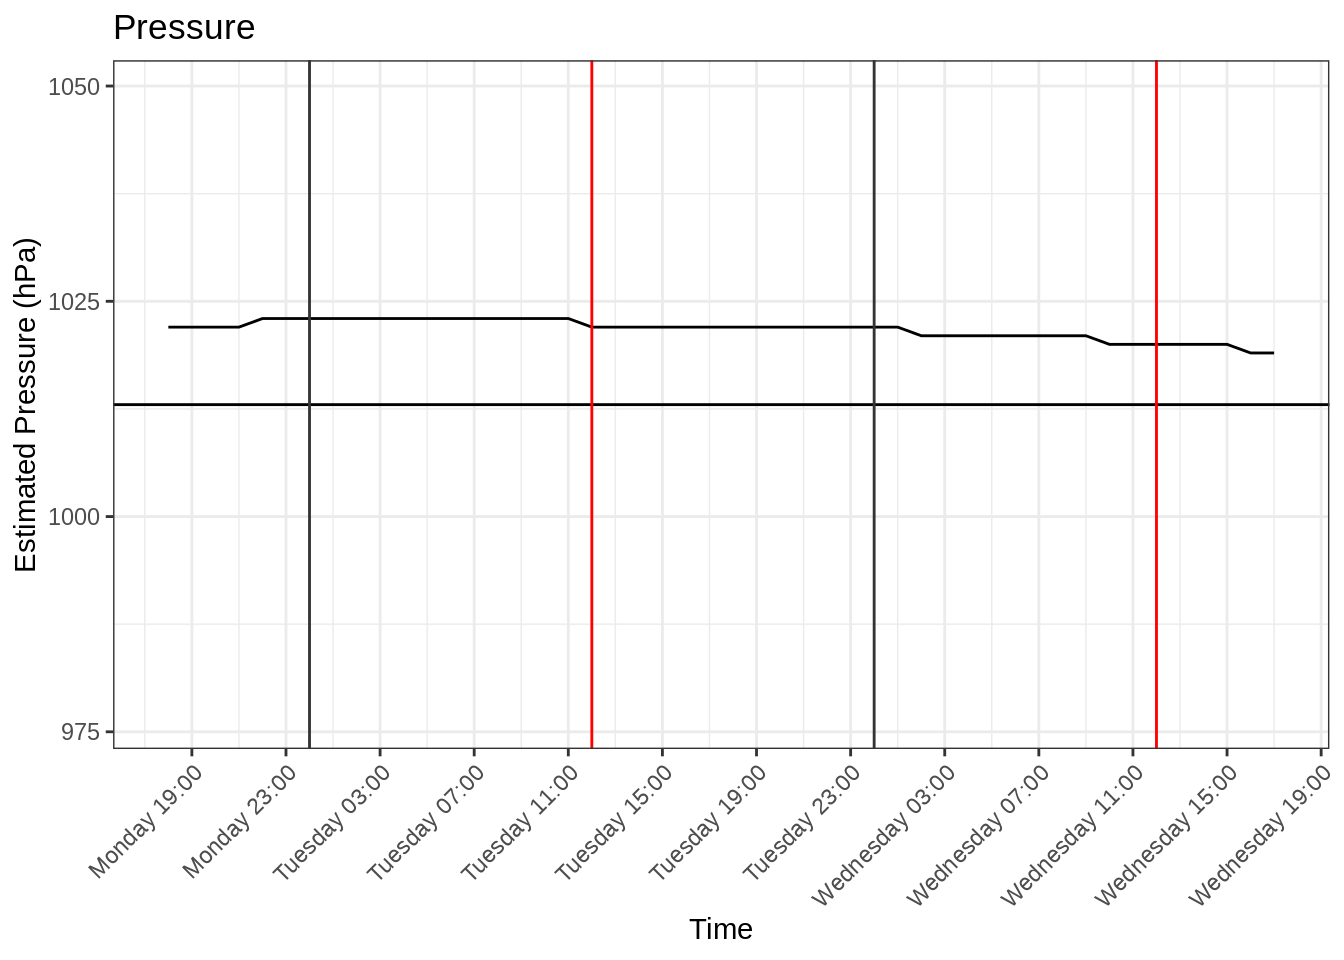 Pressure
Estimated Pressure (hPa)
1050
1025
1000
975
Monday 19:00
Monday 23:00
Tuesday 03:00
Tuesday 07:00
Tuesday 11:00
Tuesday 15:00
Tuesday 19:00
Tuesday 23:00
Wednesday 03:00
Wednesday 07:00
Wednesday 11:00
Wednesday 15:00
Wednesday 19:00
Time